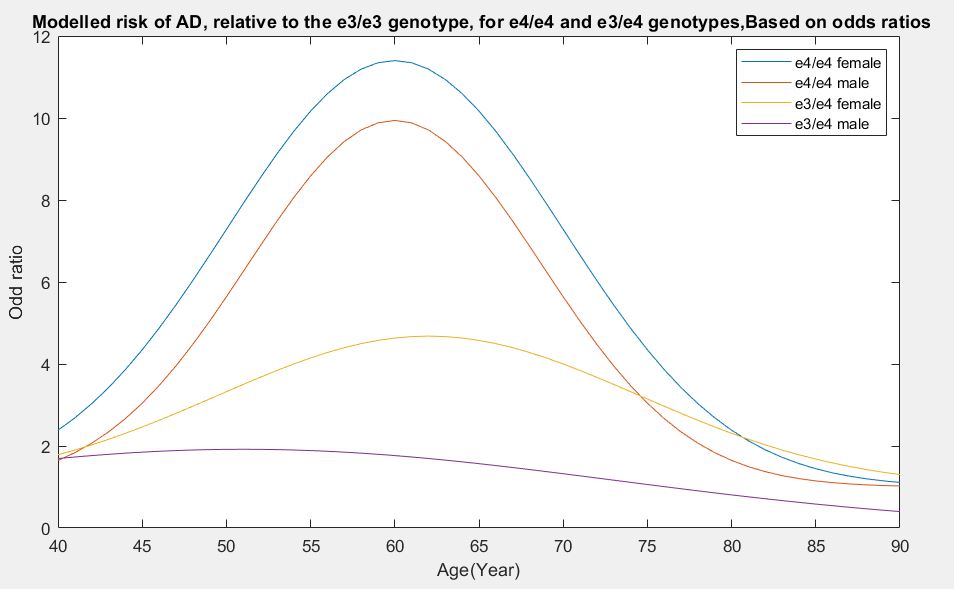 Modelled risk of AD, relative to the e3/e3 genotype, for e4/e4 and e3/e4 genotypes,Based on odds ratios
12
10
8
6
4
2
0
Odd ratio
e4/e4 female
e4/e4 male
e3/e4 female
e3/e4 male
40 45 50 55 60 65 70 75 80 85 90
Age(Year)